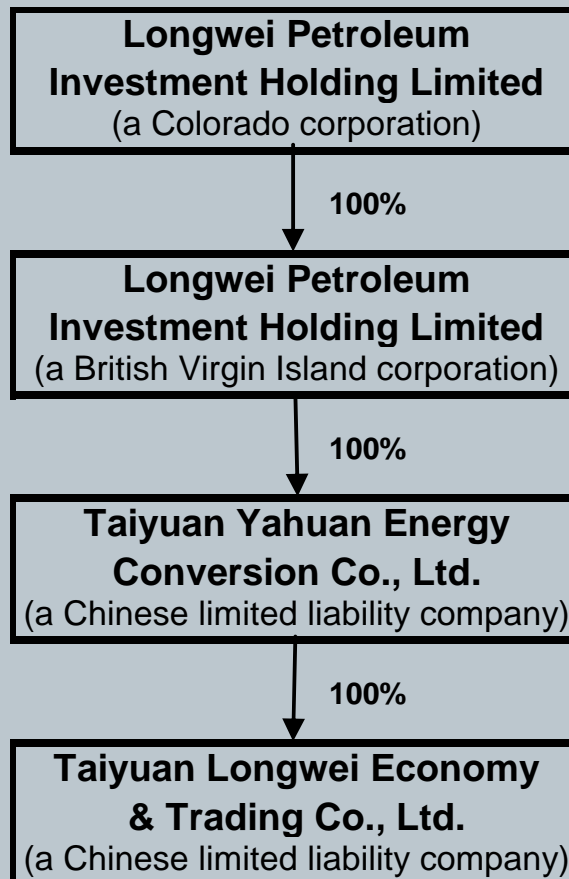 Longwei Petroleum
Investment Holding Limited
(a Colorado corporation)
100%
Longwei Petroleum
Investment Holding Limited
(a British Virgin Island corporation)
100%
Taiyuan Yahuan Energy
Conversion Co., Ltd.
(a Chinese limited liability company)
100%
Taiyuan Longwei Economy
& Trading Co., Ltd.
(a Chinese limited liability company)